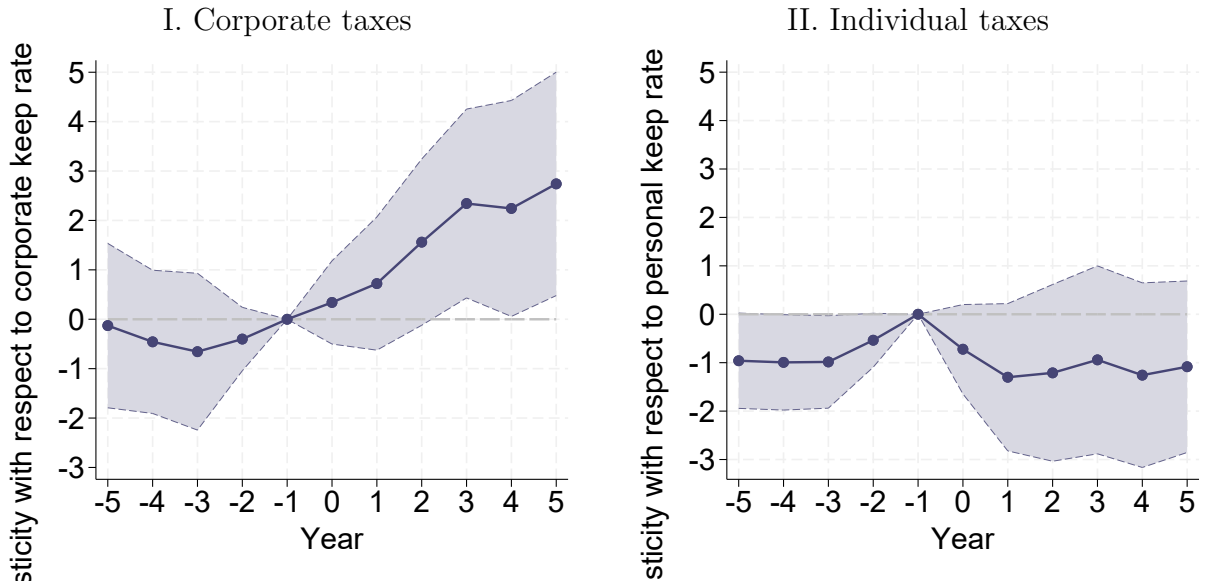 I. Corporate taxes
sticity with respect to corporate keep rate
5
4
3
2
1
0
-1
-2
-3
-5 -4 -3 -2 -1 0 1 2 3 4 5
Year
II. Individual taxes
sticity with respect to personal keep rate
5
4
3
2
1
0
-1
-2
-3
-5 -4 -3 -2 -1 0 1 2 3 4 5
Year